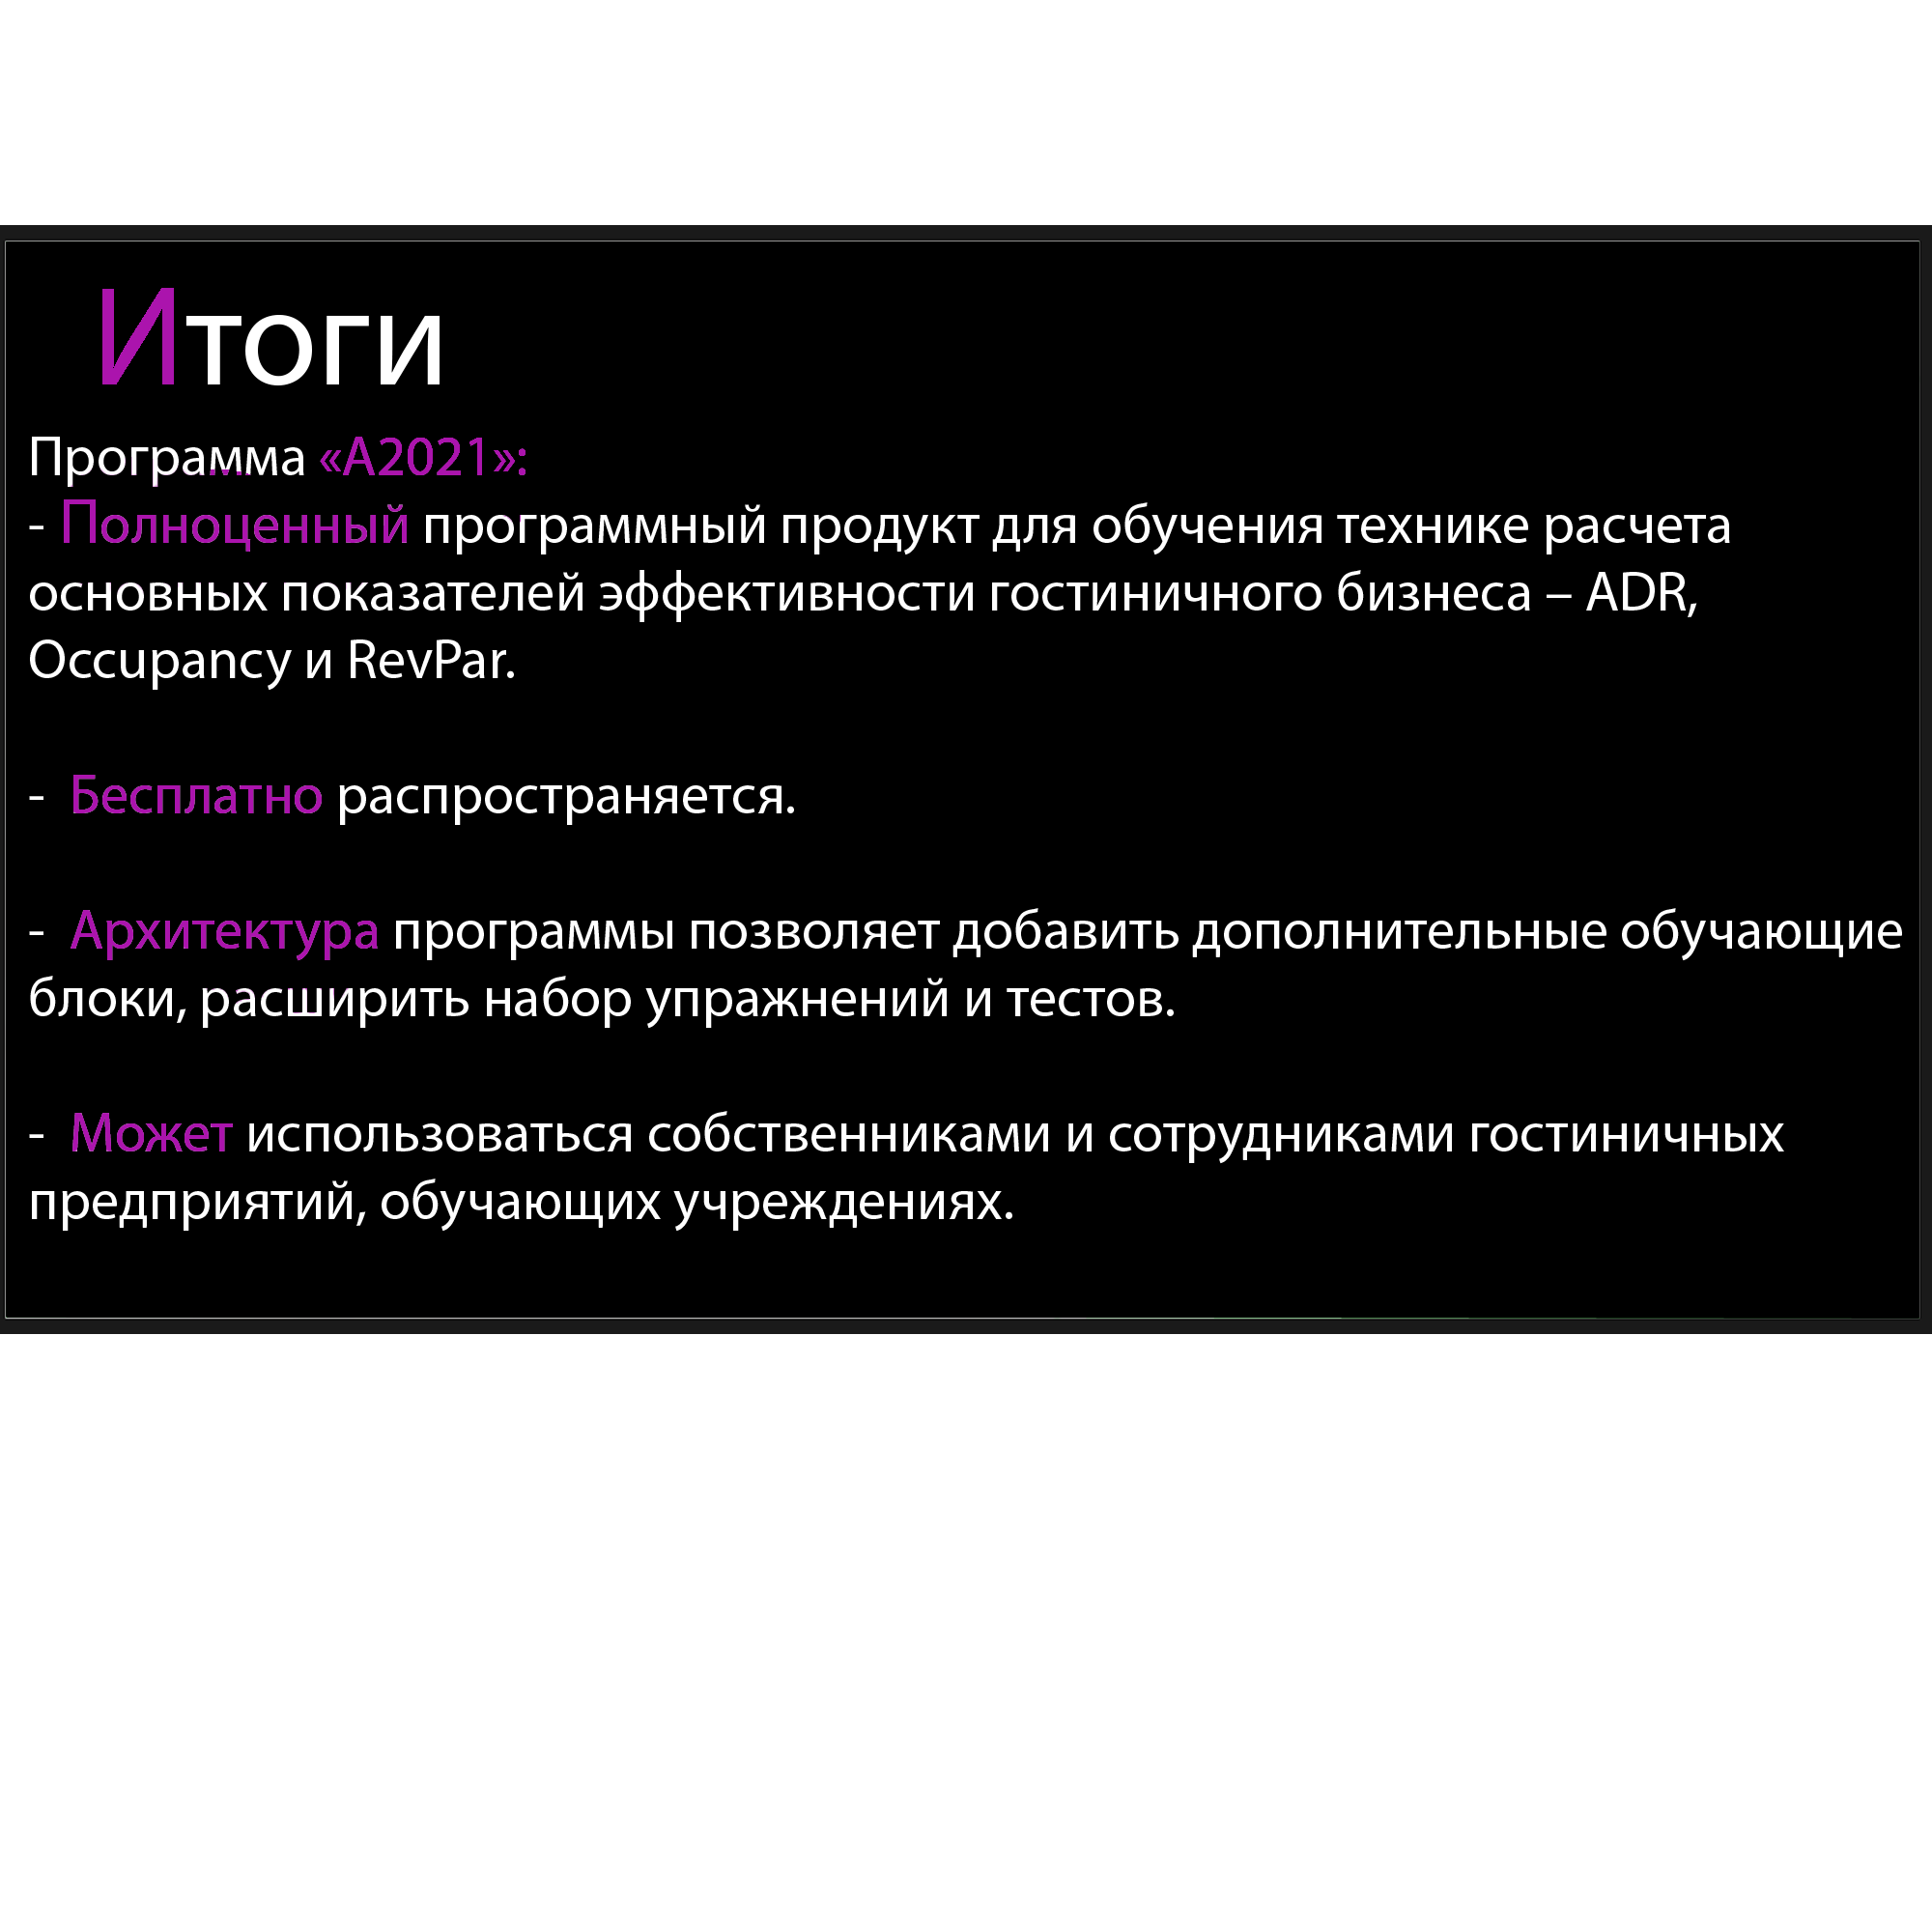 Итоги
Программа «А2021»:
- Полноценный программный продукт для обучения технике расчета
основных показателей эффективности гостиничного бизнеса – ADR,
Occupancy и RevPar.
-  Бесплатно распространяется.
-  Архитектура программы позволяет добавить дополнительные обучающие
блоки, расширить набор упражнений и тестов.
-  Может использоваться собственниками и сотрудниками гостиничных
предприятий, обучающих учреждениях.